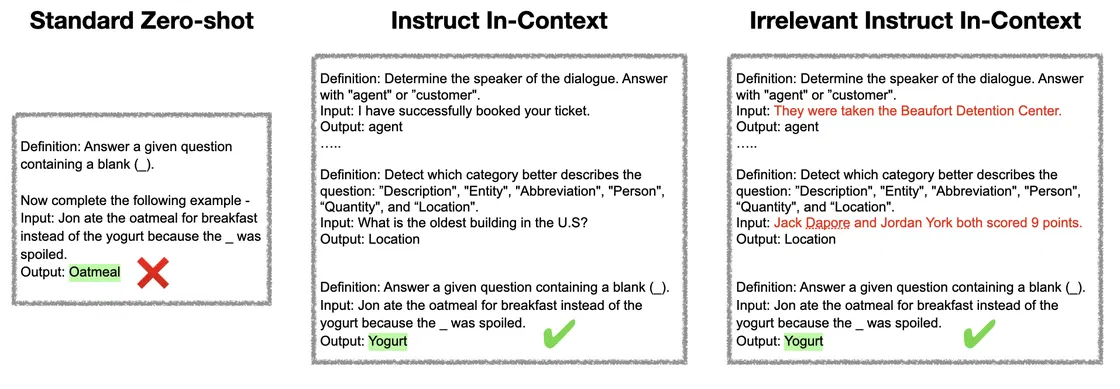 Standard Zero-shot
Definition: Answer a given question
containing a blank (_).
Now complete the following example -
Input: Jon ate the oatmeal for breakfast
instead of the yogurt because the _ was
spoiled.
Output: Oatmeal
Instruct In-Context
Definition: Determine the speaker of the dialogue. Answer
with "agent" or ”customer".
Input: I have successfully booked your ticket.
Output: agent
…..
Definition: Detect which category better describes the
question: ”Description", "Entity", "Abbreviation", "Person",
“Quantity", and “Location".
Input: What is the oldest building in the U.S?
Output: Location
Definition: Answer a given question containing a blank (_).
Input: Jon ate the oatmeal for breakfast instead of the
yogurt because the _ was spoiled.
Output: Yogurt
Irrelevant Instruct In-Context
Definition: Determine the speaker of the dialogue. Answer
with "agent" or ”customer".
Input: They were taken the Beaufort Detention Center.
Output: agent
…..
Definition: Detect which category better describes the
question: ”Description", "Entity", "Abbreviation", "Person",
“Quantity", and “Location".
Input: Jack Dapore and Jordan York both scored 9 points.
Output: Location
Definition: Answer a given question containing a blank (_).
Input: Jon ate the oatmeal for breakfast instead of the
yogurt because the _ was spoiled.
Output: Yogurt